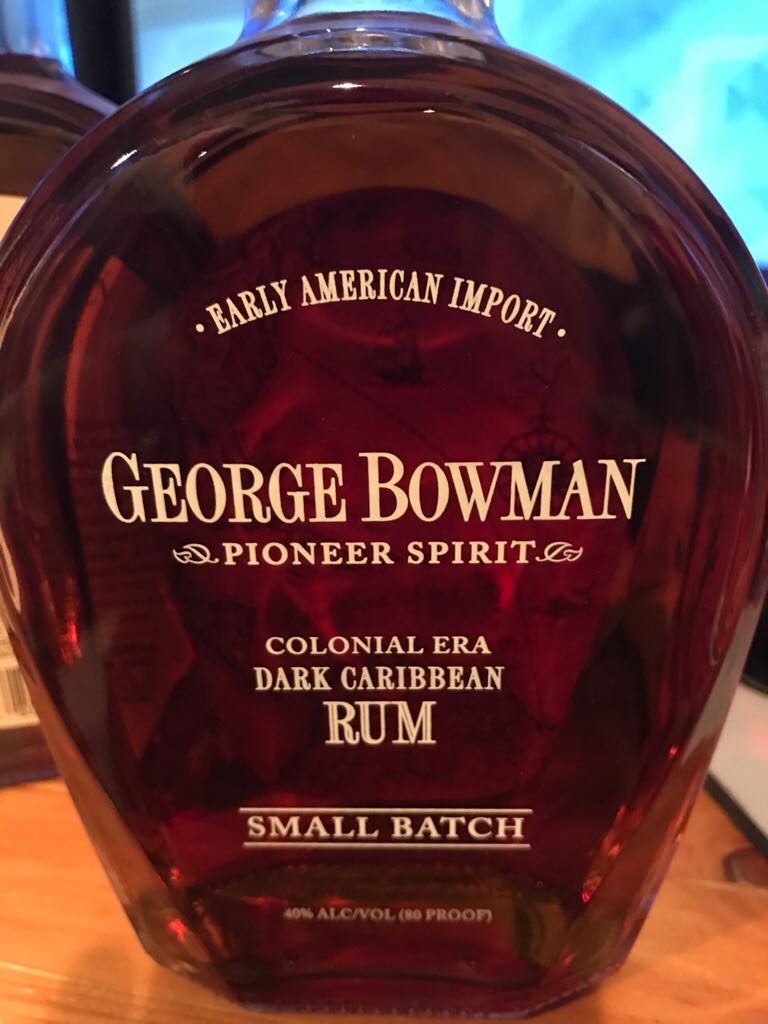 · EARLY AMERICAN IMPORT ·
GEORGE BOWMAN
PIONEER SPIRIT
COLONIAL ERA
DARK CARIBBEAN
RUM
SMALL BATCH
40% ALC/VOL (80 PROOF)